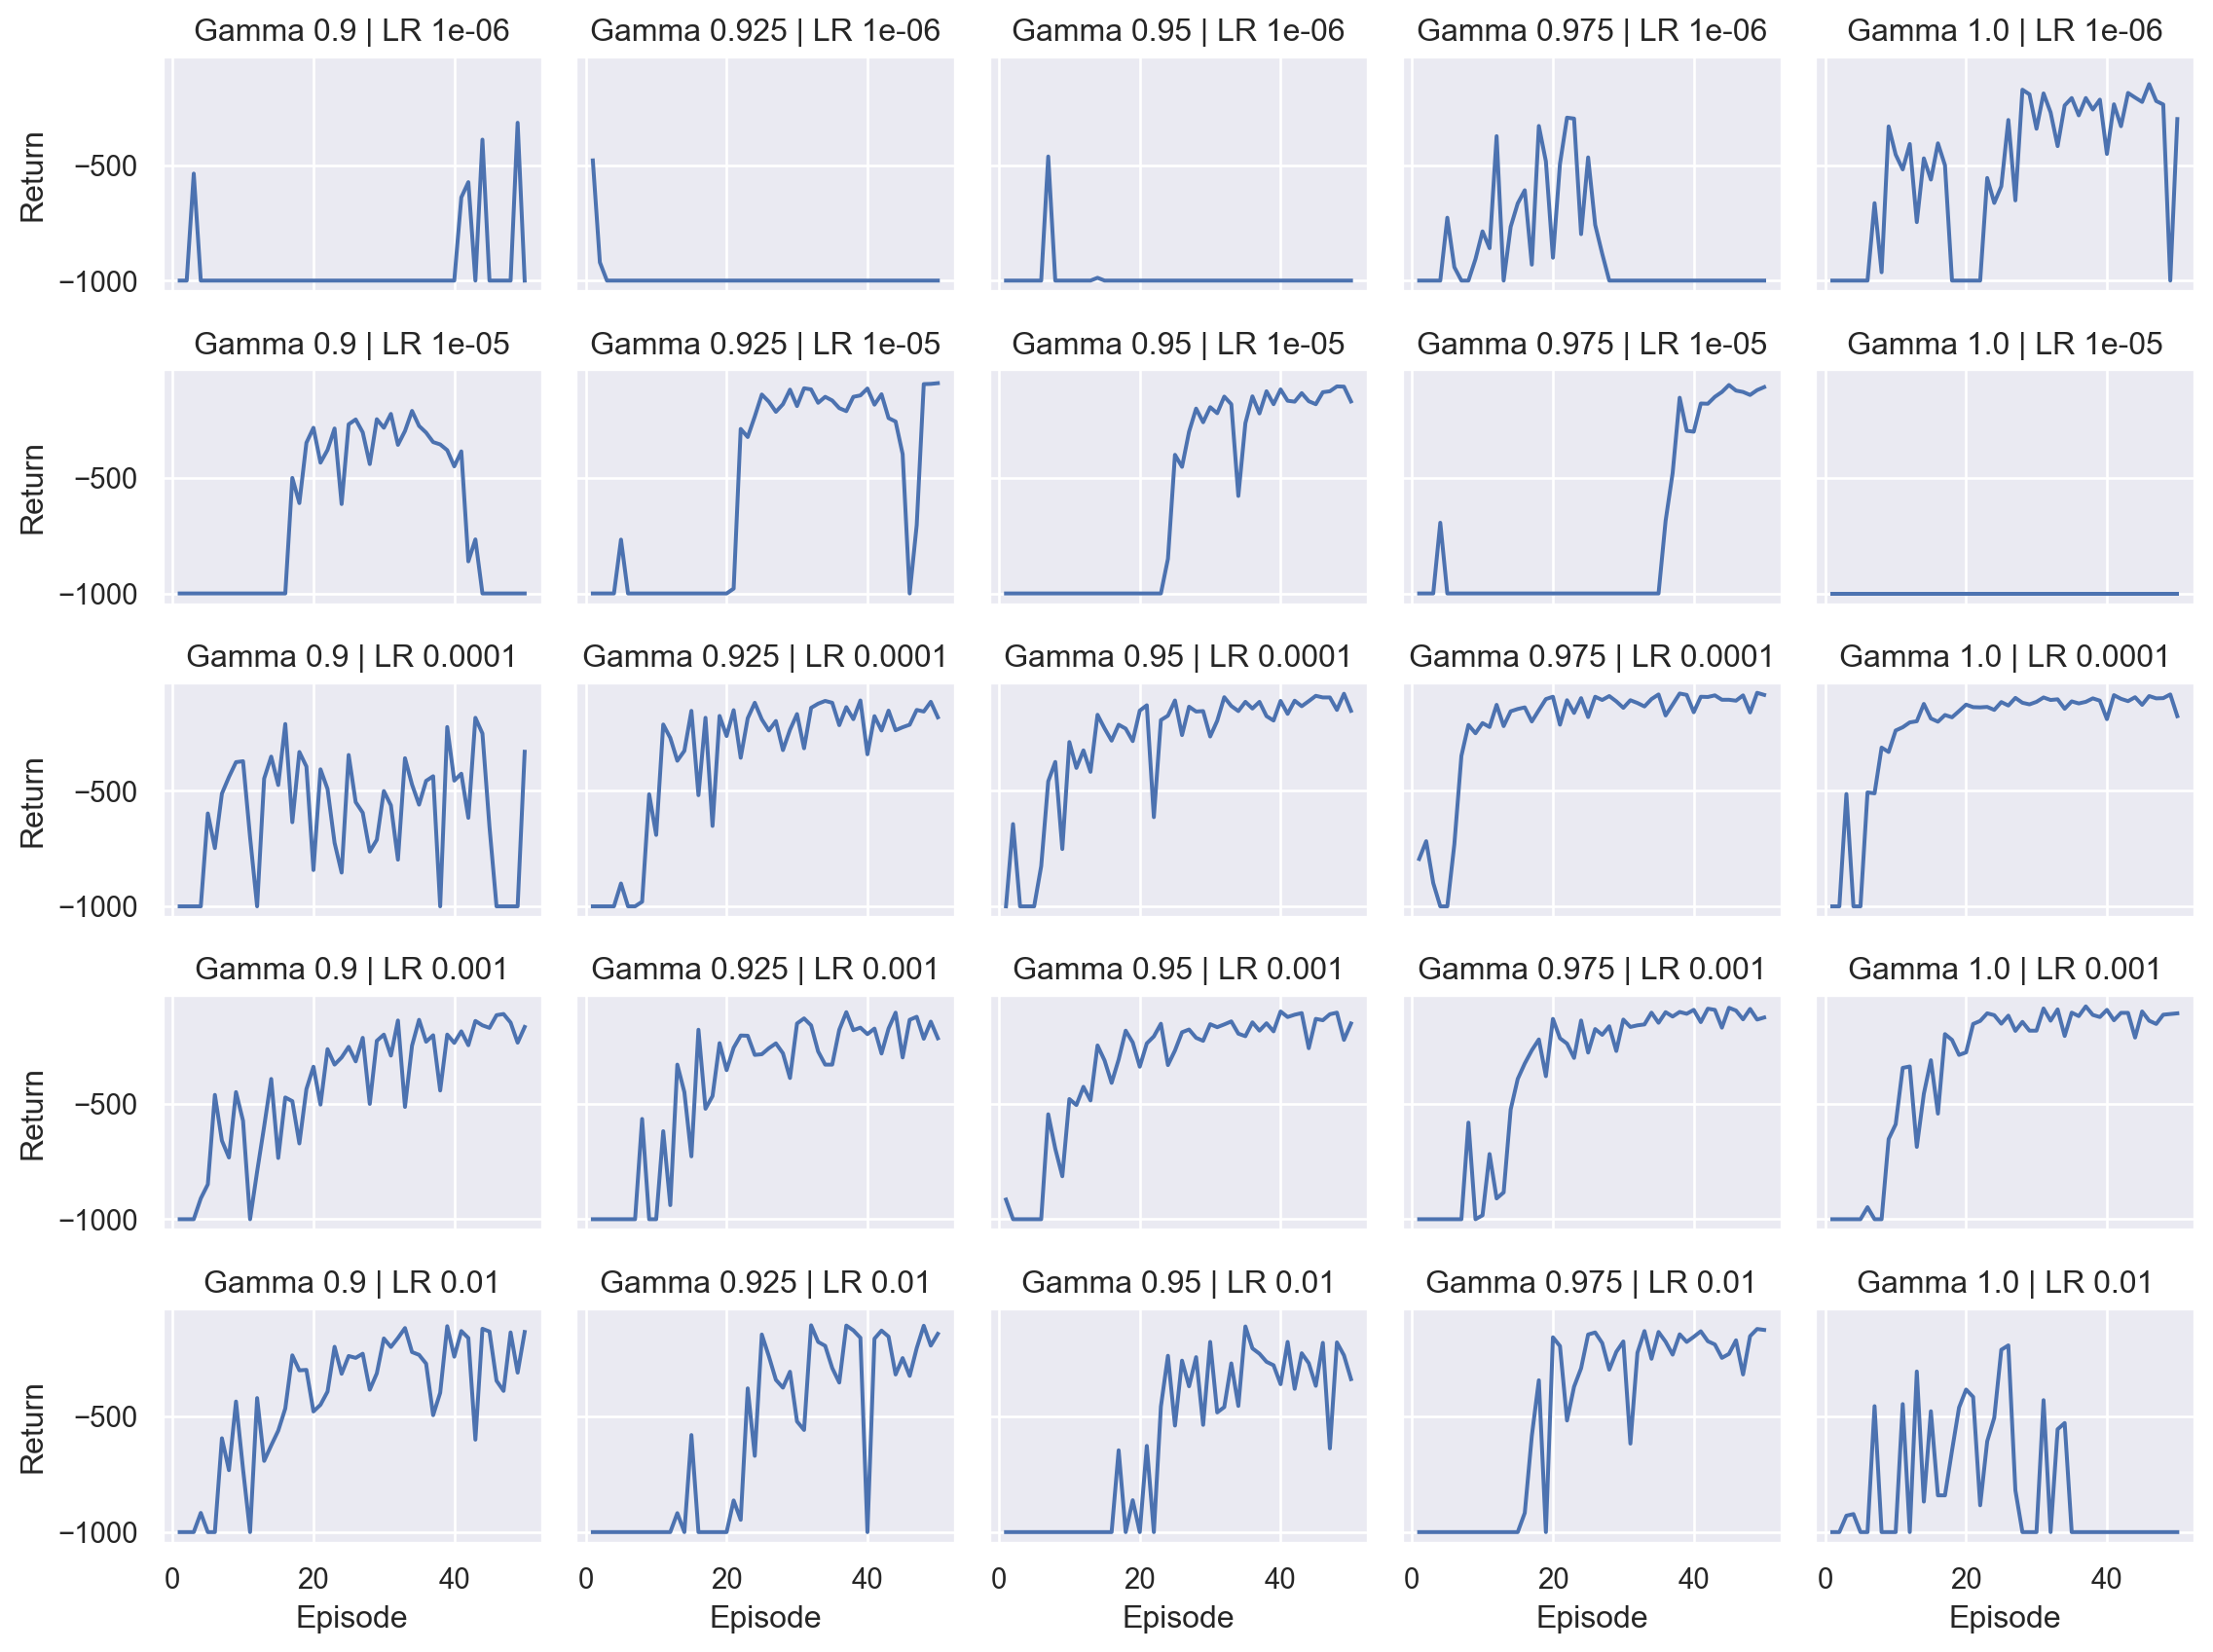 Gamma 0.9 | LR 1e-06
Gamma 0.925 | LR 1e-06
Gamma 0.95 | LR 1e-06
Gamma 0.975 | LR 1e-06
Gamma 1.0 | LR 1e-06
Return
−500
−1000
Gamma 0.9 | LR 1e-05
Gamma 0.925 | LR 1e-05
Gamma 0.95 | LR 1e-05
Gamma 0.975 | LR 1e-05
Gamma 1.0 | LR 1e-05
Return
−500
−1000
Gamma 0.9 | LR 0.0001
Gamma 0.925 | LR 0.0001
Gamma 0.95 | LR 0.0001
Gamma 0.975 | LR 0.0001
Gamma 1.0 | LR 0.0001
Return
−500
−1000
Gamma 0.9 | LR 0.001
Gamma 0.925 | LR 0.001
Gamma 0.95 | LR 0.001
Gamma 0.975 | LR 0.001
Gamma 1.0 | LR 0.001
Return
−500
−1000
Gamma 0.9 | LR 0.01
Gamma 0.925 | LR 0.01
Gamma 0.95 | LR 0.01
Gamma 0.975 | LR 0.01
Gamma 1.0 | LR 0.01
Return
−500
−1000
0 20 40
0 20 40
0 20 40
0 20 40
0 20 40
Episode
Episode
Episode
Episode
Episode